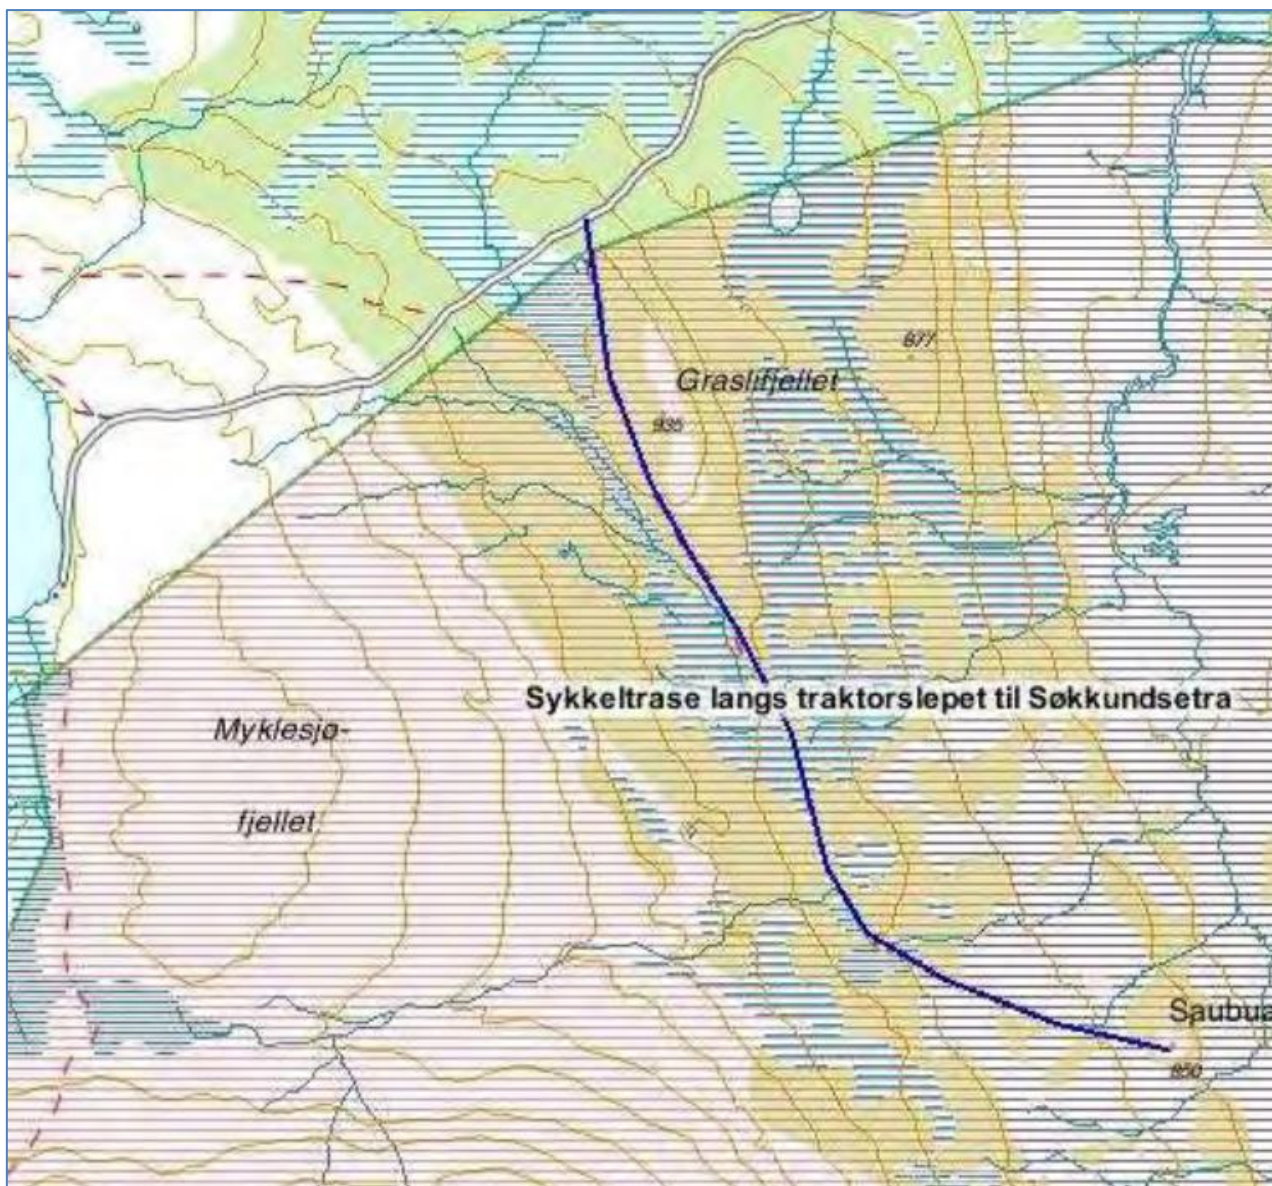 877
Graslifjellet
935
Sykkeltrase langs traktorslepet til Søkkundsetra
Myklesjø-
fjellet
Saubua
850